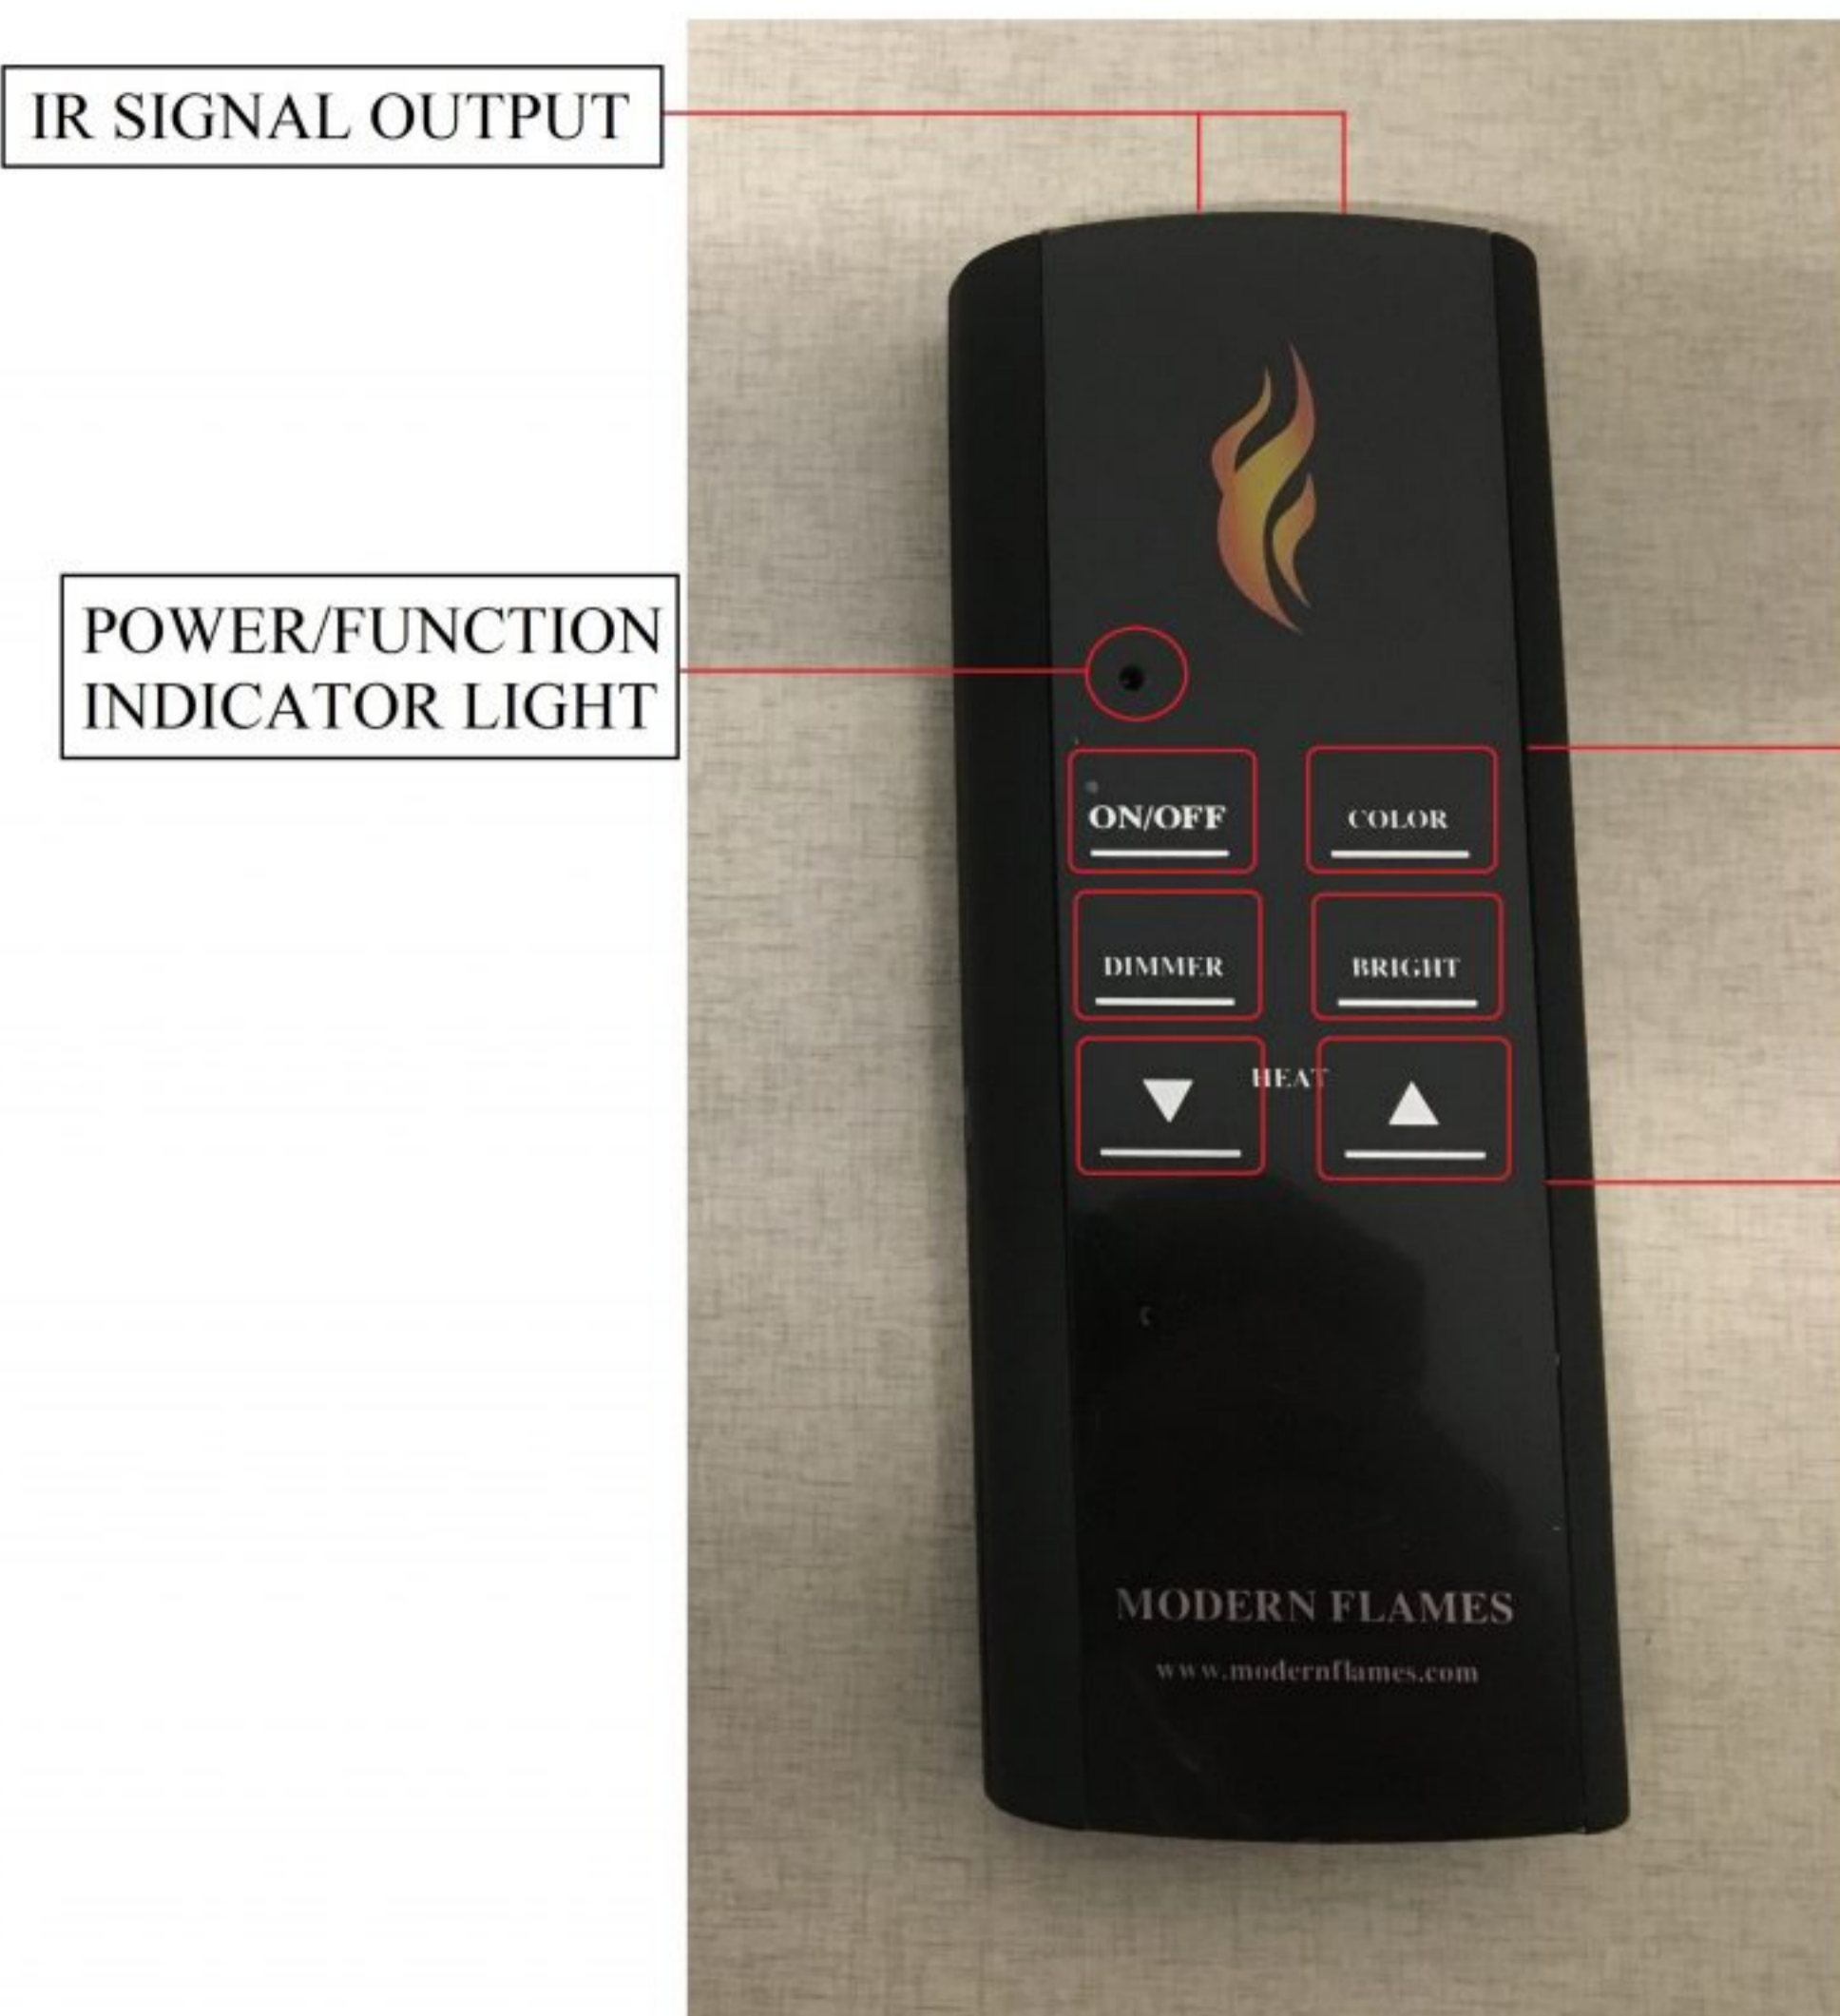 IR SIGNAL OUTPUT
POWER/FUNCTION
INDICATOR LIGHT
ON/OFF COLOR
DIMMER BRIGHT
HEAT
MODERN FLAMES
www.modernflames.com